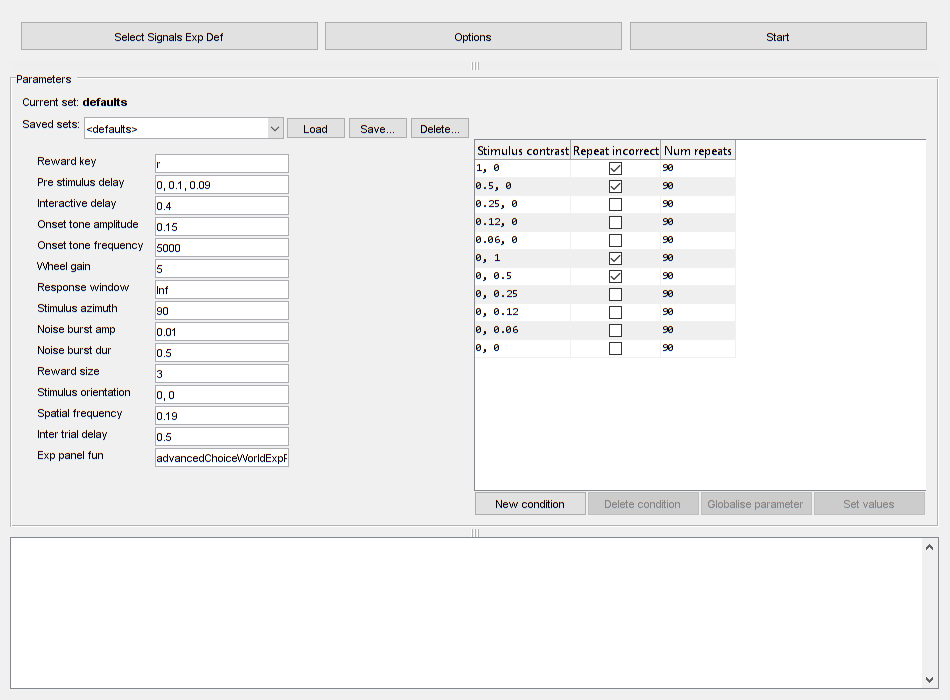 Select Signals Exp Def Options Start
Parameters
Current set: defaults
Saved sets: <defaults> Load Save... Delete...
Reward key r
Pre stimulus delay 0, 0.1, 0.09
Interactive delay 0.4
Onset tone amplitude 0.15
Onset tone frequency 5000
Wheel gain 5
Response window Inf
Stimulus azimuth 90
Noise burst amp 0.01
Noise burst dur 0.5
Reward size 3
Stimulus orientation 0, 0
Spatial frequency 0.19
Inter trial delay 0.5
Exp panel fun advancedChoiceWorldExpP
Stimulus contrast Repeat incorrect Num repeats
1, 0 90
0.5, 0 90
0.25, 0 90
0.12, 0 90
0.06, 0 90
0, 1 90
0, 0.5 90
0, 0.25 90
0, 0.12 90
0, 0.06 90
0, 0 90
New condition Delete condition Globalise parameter Set values